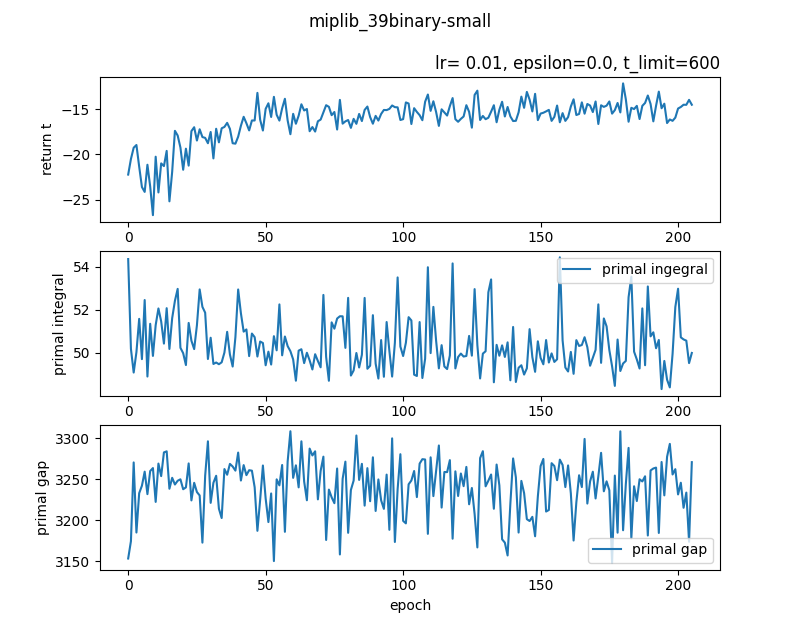 miplib_39binary-small
lr= 0.01, epsilon=0.0, t_limit=600
return t
−15
−20
−25
0 50 100 150 200
primal integral
54
52
50
primal ingegral
0 50 100 150 200
primal gap
3300
3250
3200
3150
primal gap
0 50 100 150 200
epoch